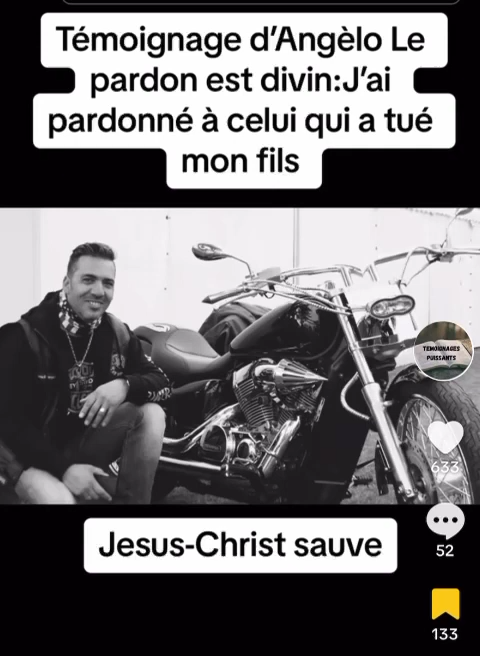 Témoignage d'Angèlo Le
pardon est divin:J'ai
pardonné à celui qui a tué
mon fils
TEMOIGNAGES
PUISSANTS
633
52
Jesus-Christ sauve
133